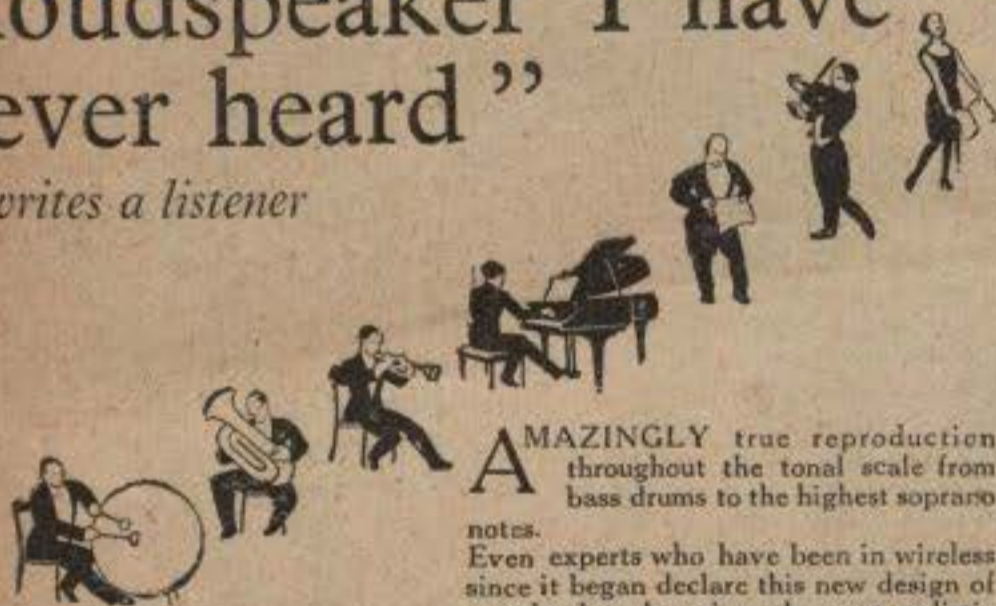 loudspeaker I have
ever heard ”
writes a listener
AMAZINGLY true reproduction
throughout the tonal scale from
bass drums to the highest soprano
notes.
Even experts who have been in wireless
since it began declare this new design of